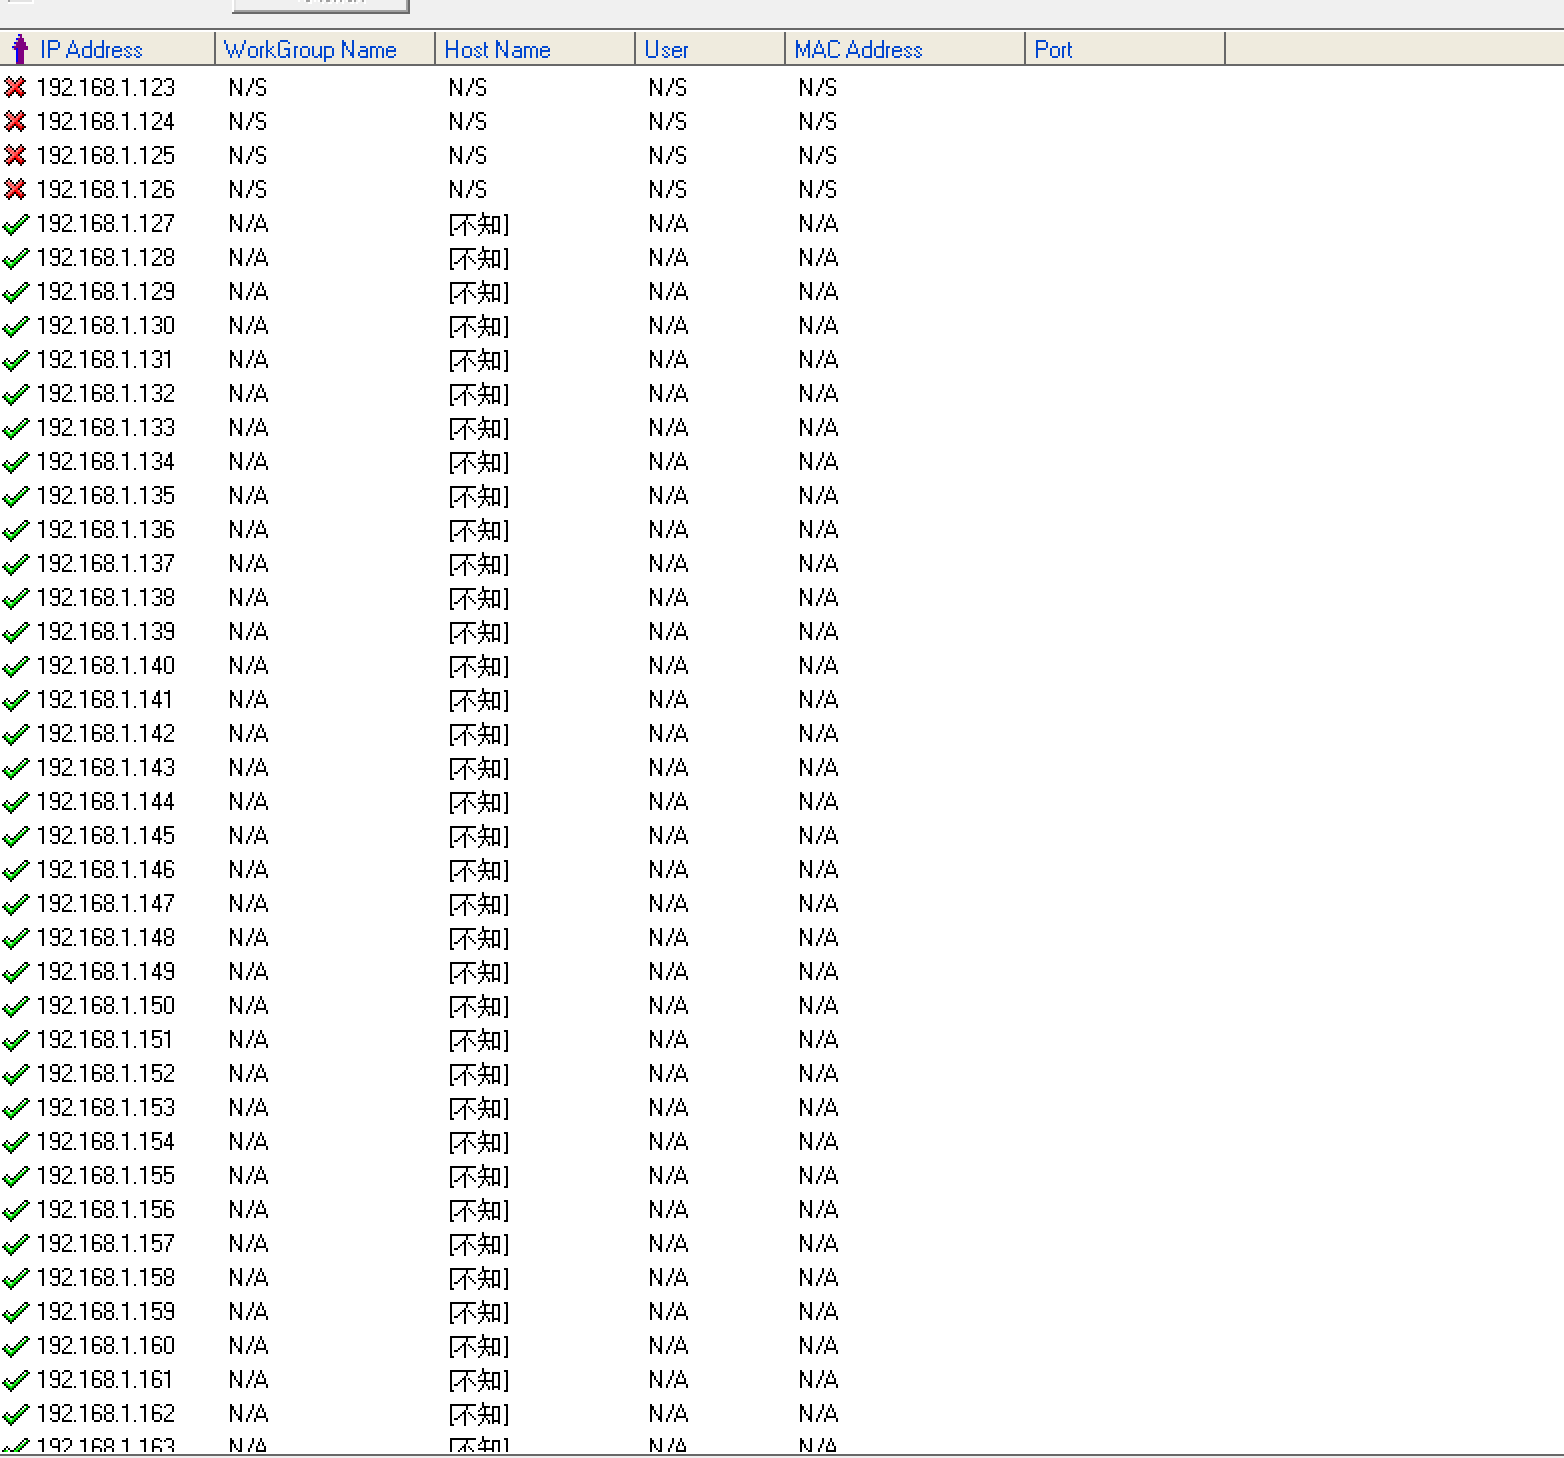 IP Address WorkGroup Name Host Name User MAC Address Port
192.168.1.123 N/S N/S N/S N/S
192.168.1.124 N/S N/S N/S N/S
192.168.1.125 N/S N/S N/S N/S
192.168.1.126 N/S N/S N/S N/S
192.168.1.127 N/A [不知] N/A N/A
192.168.1.128 N/A [不知] N/A N/A
192.168.1.129 N/A [不知] N/A N/A
192.168.1.130 N/A [不知] N/A N/A
192.168.1.131 N/A [不知] N/A N/A
192.168.1.132 N/A [不知] N/A N/A
192.168.1.133 N/A [不知] N/A N/A
192.168.1.134 N/A [不知] N/A N/A
192.168.1.135 N/A [不知] N/A N/A
192.168.1.136 N/A [不知] N/A N/A
192.168.1.137 N/A [不知] N/A N/A
192.168.1.138 N/A [不知] N/A N/A
192.168.1.139 N/A [不知] N/A N/A
192.168.1.140 N/A [不知] N/A N/A
192.168.1.141 N/A [不知] N/A N/A
192.168.1.142 N/A [不知] N/A N/A
192.168.1.143 N/A [不知] N/A N/A
192.168.1.144 N/A [不知] N/A N/A
192.168.1.145 N/A [不知] N/A N/A
192.168.1.146 N/A [不知] N/A N/A
192.168.1.147 N/A [不知] N/A N/A
192.168.1.148 N/A [不知] N/A N/A
192.168.1.149 N/A [不知] N/A N/A
192.168.1.150 N/A [不知] N/A N/A
192.168.1.151 N/A [不知] N/A N/A
192.168.1.152 N/A [不知] N/A N/A
192.168.1.153 N/A [不知] N/A N/A
192.168.1.154 N/A [不知] N/A N/A
192.168.1.155 N/A [不知] N/A N/A
192.168.1.156 N/A [不知] N/A N/A
192.168.1.157 N/A [不知] N/A N/A
192.168.1.158 N/A [不知] N/A N/A
192.168.1.159 N/A [不知] N/A N/A
192.168.1.160 N/A [不知] N/A N/A
192.168.1.161 N/A [不知] N/A N/A
192.168.1.162 N/A [不知] N/A N/A
192.168.1.163 N/A [不知] N/A N/A